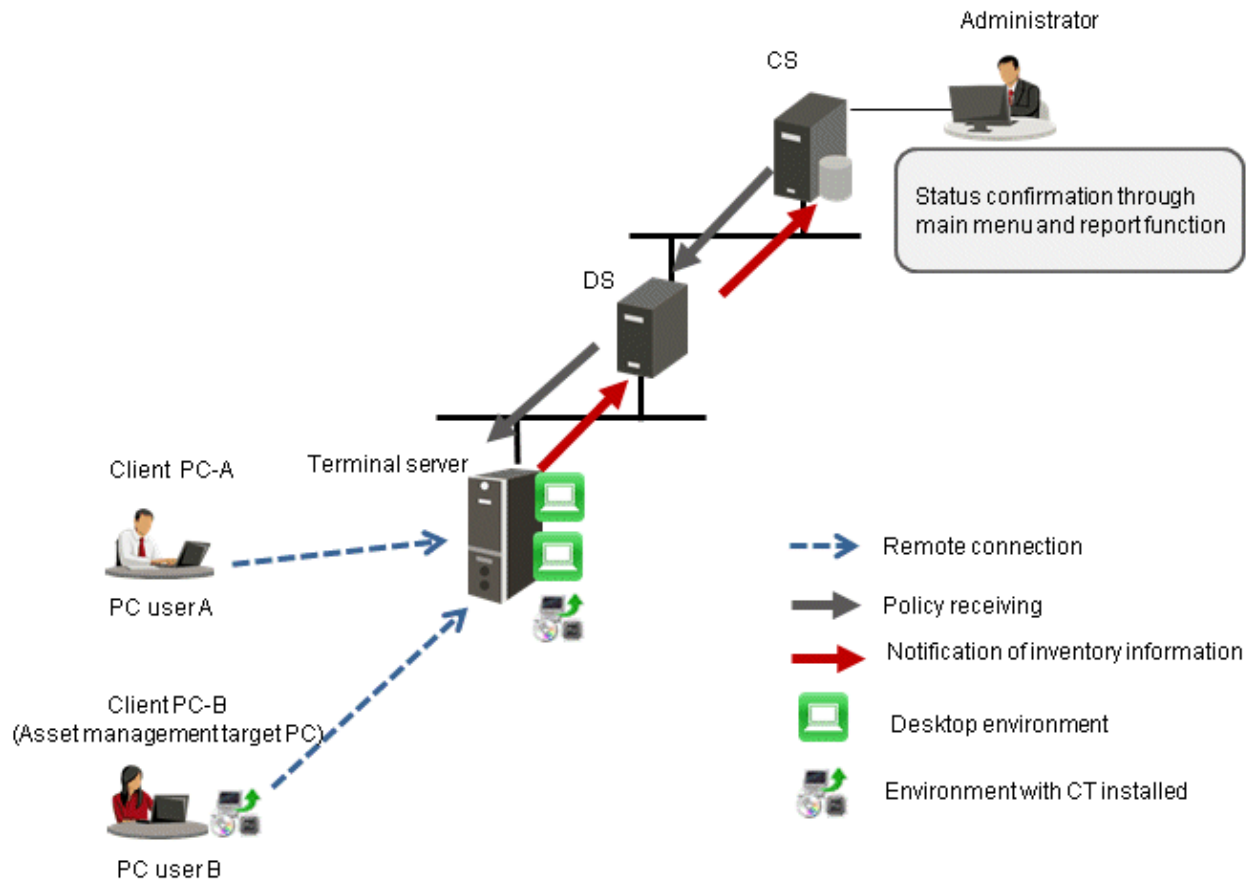 Administrator
CS
Status confirmation through
main menu and report function
DS
Terminal server
Client PC-A
PC user A
Client PC-B
(Asset management target PC)
PC user B
Remote connection
Policy receiving
Notification of inventory information
Desktop environment
Environment with CT installed